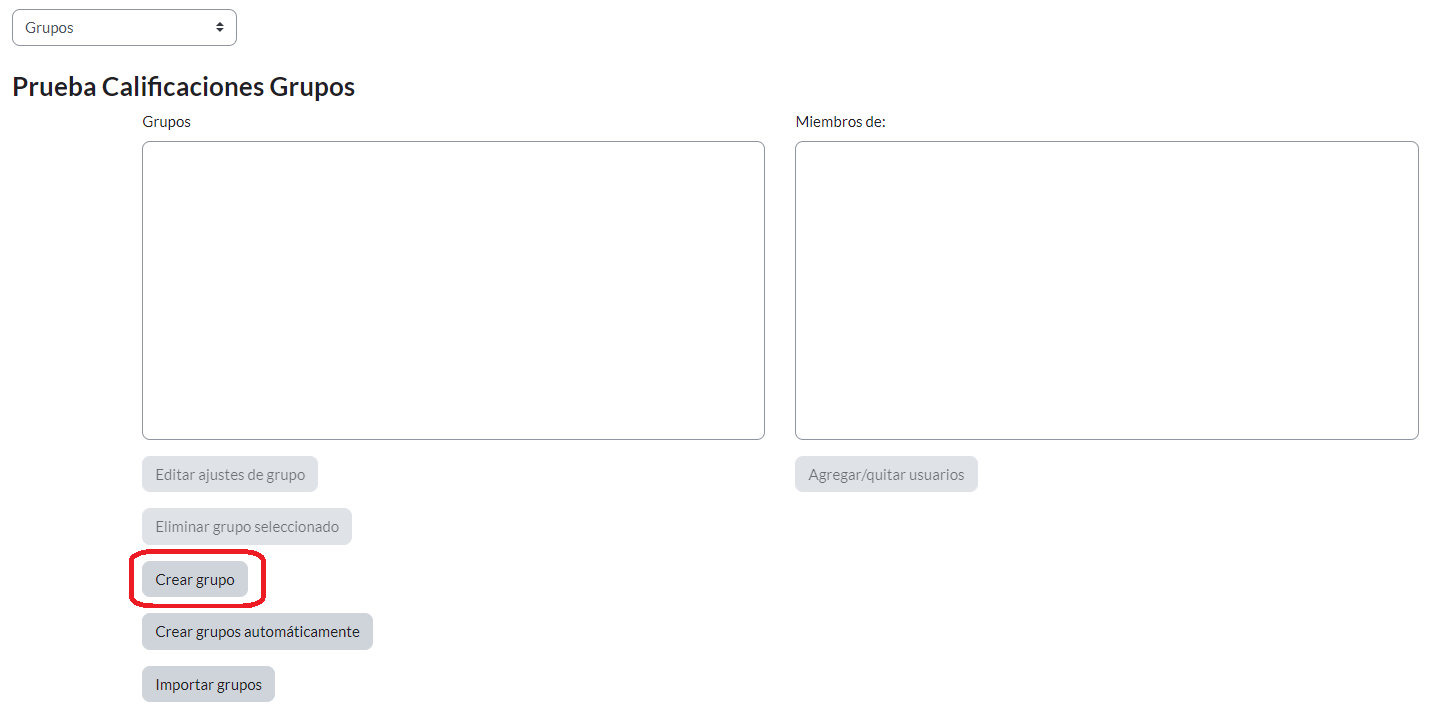 Grupos
Prueba Calificaciones Grupos
Grupos
Miembros de:
Editar ajustes de grupo
Agregar/quitar usuarios
Eliminar grupo seleccionado
Crear grupo
Crear grupos automáticamente
Importar grupos